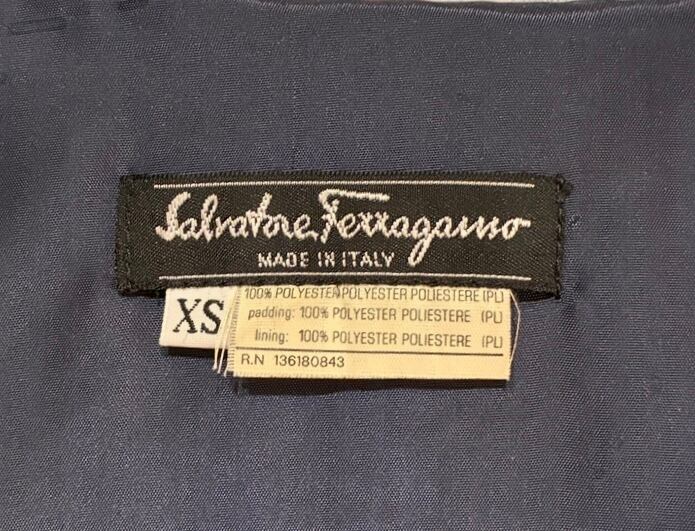 Salvatore Ferragamo
MADE IN ITALY
XS
100% POLYESTER POLYESTER POLIESTERE (PL)
padding: 100% POLYESTER POLIESTERE (PL)
lining: 100% POLYESTER POLIESTERE (PL)
R.N 136180843